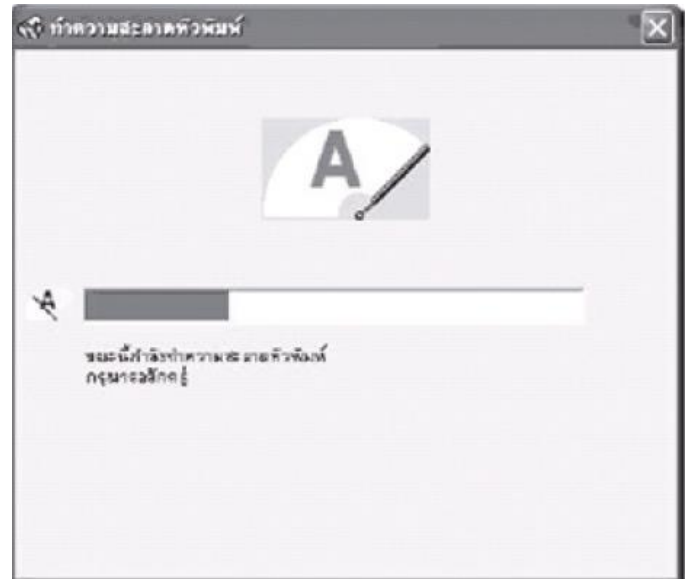 ทำความสะอาดหัวพิมพ์
A
A
ขณะนี้กำลังทำความสะอาดหัวพิมพ์
กรุณารอสักครู่